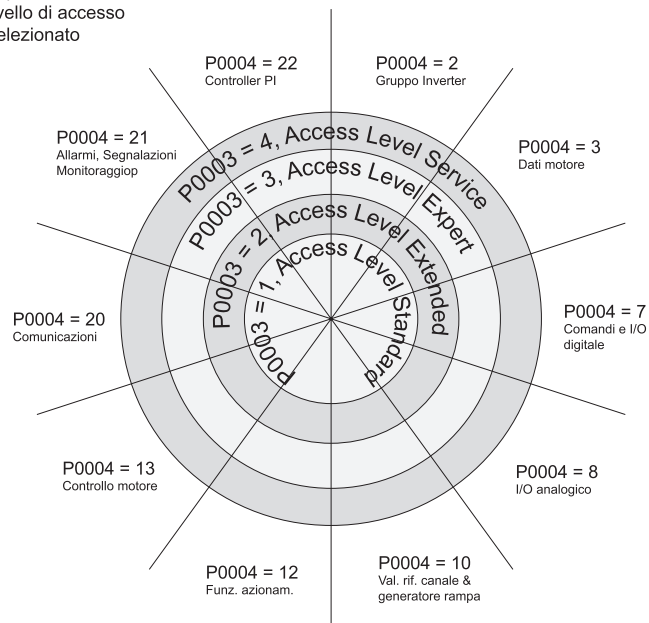 vello di accesso
elezionato
P0004 = 22
Controller PI
P0004 = 2
Gruppo Inverter
P0004 = 21
Allarmi, Segnalazioni
Monitoraggiop
P0004 = 3
Dati motore
P0003 = 4, Access Level Service
P0003 = 3, Access Level Expert
P0003 = 2, Access Level Extended
P0003 = 1, Access Level Standard
P0004 = 20
Comunicazioni
P0004 = 7
Comandi e I/O
digitale
P0004 = 13
Controllo motore
P0004 = 8
I/O analogico
P0004 = 12
Funz. azionam.
P0004 = 10
Val. rif. canale &
generatore rampa